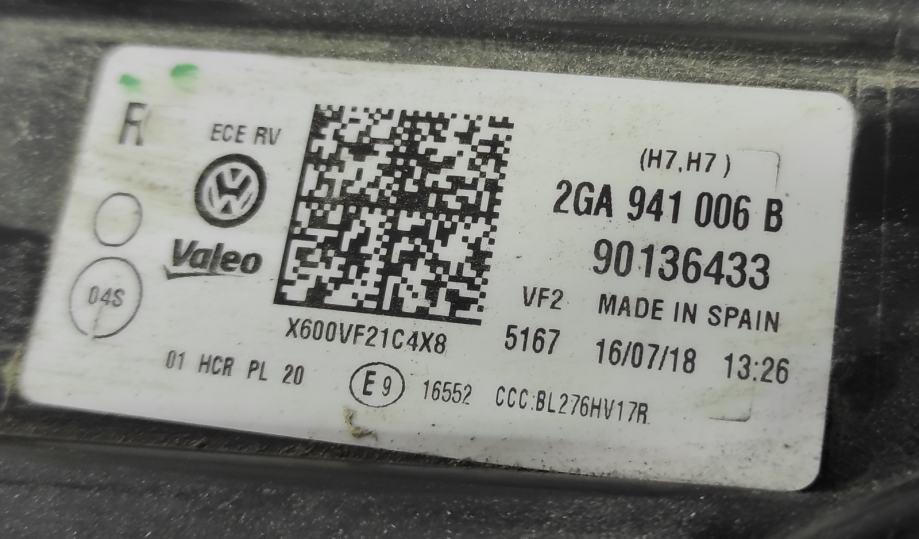 R
ECE RV
Valeo
04S
X600VF21C4X8
01 HCR PL 20
E9 16552 CCC:BL276HV17R
(H7,H7)
2GA 941 006 B
90136433
VF2 MADE IN SPAIN
5167 16/07/18 13:26